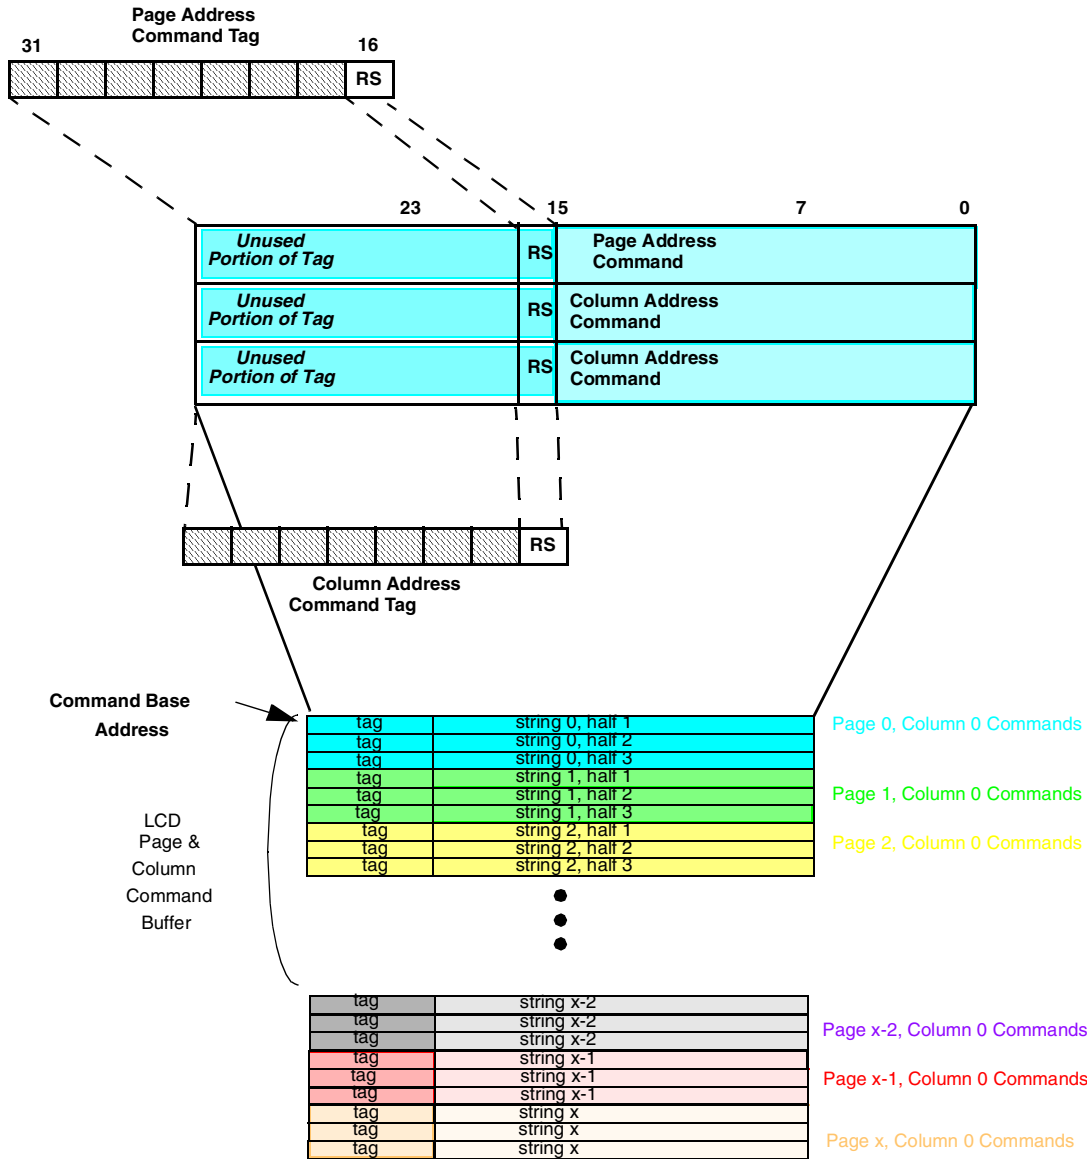 Page Address
Command Tag
31
16
RS
23
15
7
0
Unused
Portion of Tag
RS
Page Address
Command
Unused
Portion of Tag
RS
Column Address
Command
Unused
Portion of Tag
RS
Column Address
Command
RS
Column Address
Command Tag
Command Base
Address
tag string 0, half 1
tag string 0, half 2
tag string 0, half 3
Page 0, Column 0 Commands
tag string 1, half 1
tag string 1, half 2
tag string 1, half 3
Page 1, Column 0 Commands
tag string 2, half 1
tag string 2, half 2
tag string 2, half 3
Page 2, Column 0 Commands
LCD
Page &
Column
Command
Buffer
tag string x-2
tag string x-2
tag string x-2
Page x-2, Column 0 Commands
tag string x-1
tag string x-1
tag string x-1
Page x-1, Column 0 Commands
tag string x
tag string x
tag string x
Page x, Column 0 Commands